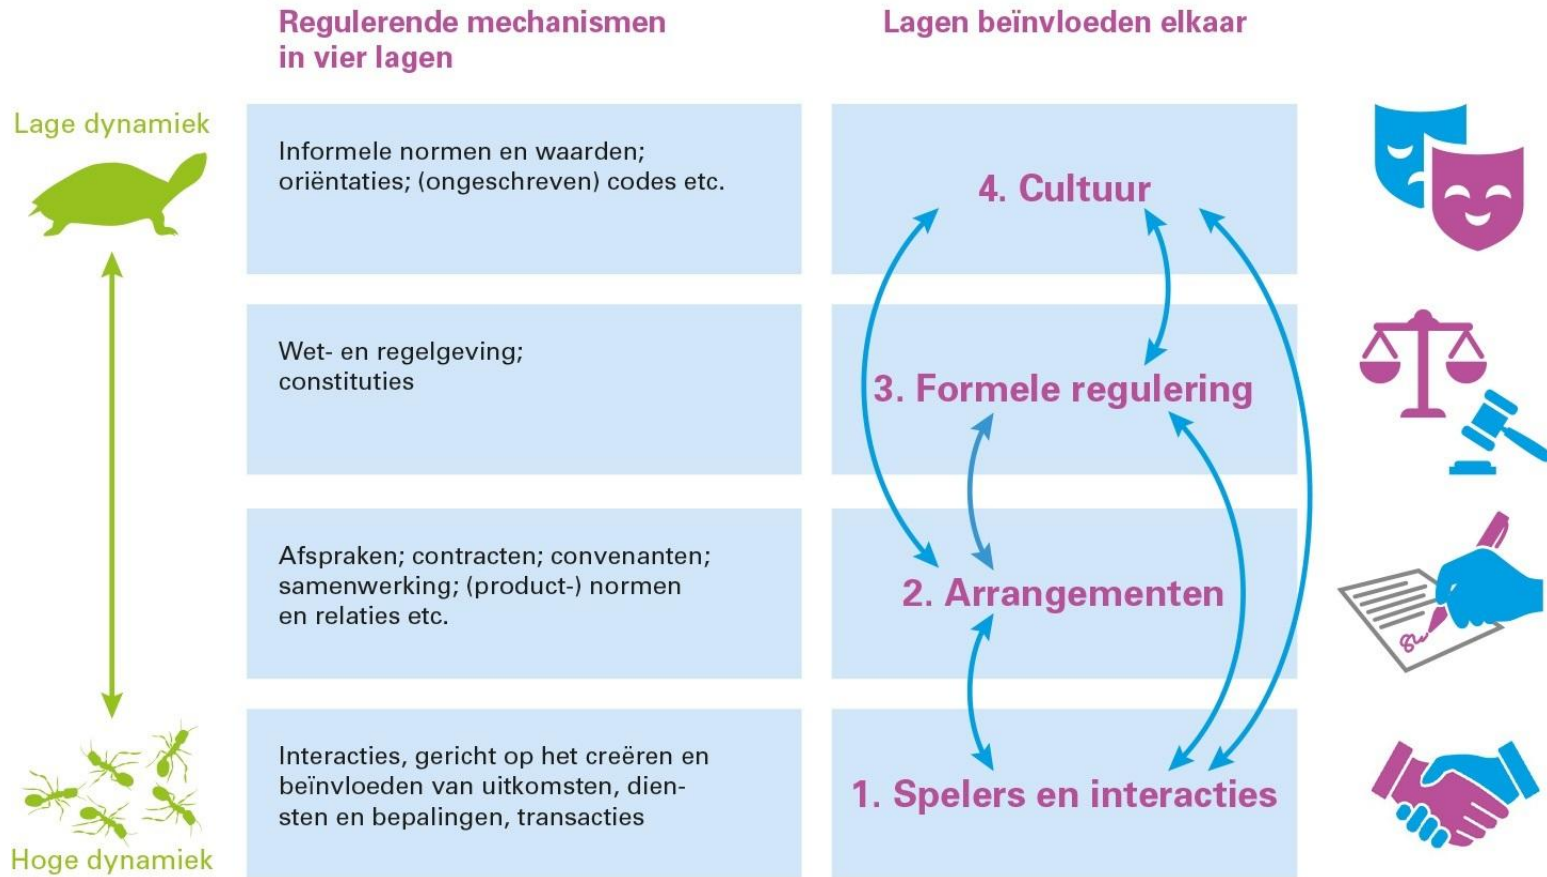 Regulerende mechanismen
in vier lagen
Lagen beïnvloeden elkaar
Lage dynamiek
Informele normen en waarden;
oriëntaties; (ongeschreven) codes etc.
4. Cultuur
Wet- en regelgeving;
constituties
3. Formele regulering
Afspraken; contracten; convenanten;
samenwerking; (product-) normen
en relaties etc.
2. Arrangementen
Interacties, gericht op het creëren en
beïnvloeden van uitkomsten, dien-
sten en bepalingen, transacties
1. Spelers en interacties
Hoge dynamiek